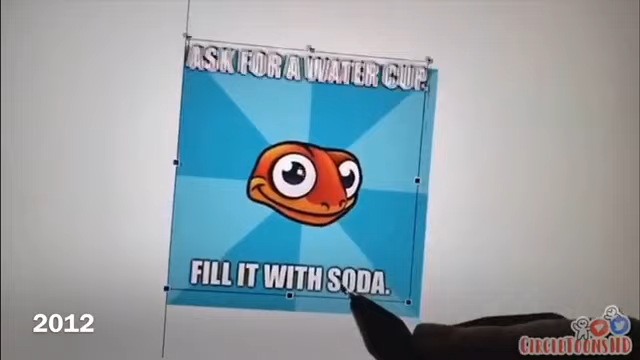 ASK FOR A WATER CUP.
FILL IT WITH SODA.
2012
CIRCLETOONSHD